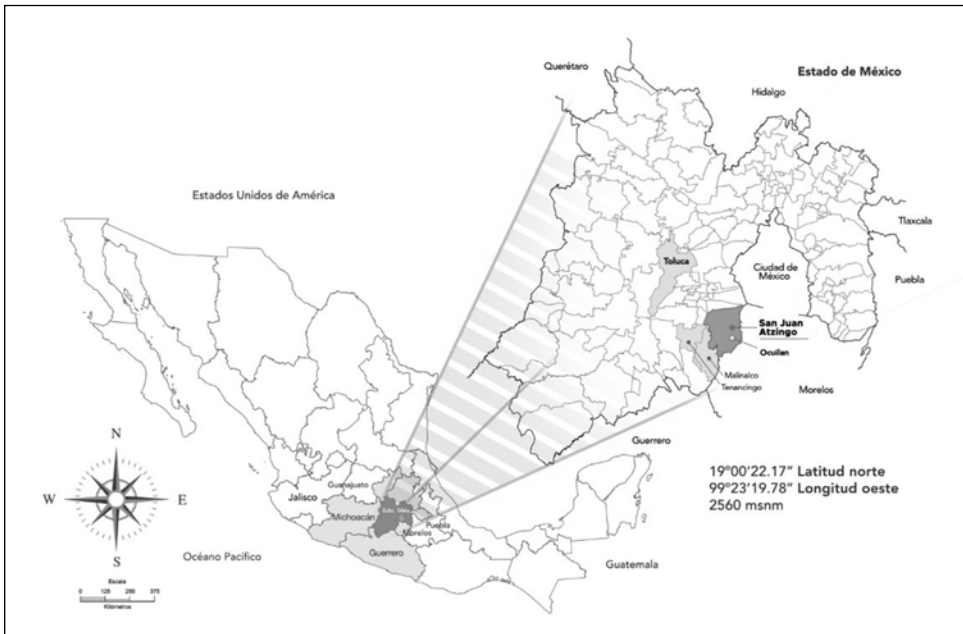 Estado de México
Querétaro
Hidalgo
Estados Unidos de América
Tlaxcala
Toluca
Ciudad de
México
Puebla
San Juan
Atzingo
Ocuilan
Malinalco
Tenancingo
Morelos
Guerrero
19°00'22.17" Latitud norte
99°23'19.78" Longitud oeste
2560 msnm
N
W
E
S
Guanajuato
Jalisco
Michoacán
Edo. Méx.
Puebla
Morelos
Guerrero
Océano Pacífico
Guatemala
Escala
0 125 250 375
Kilómetros